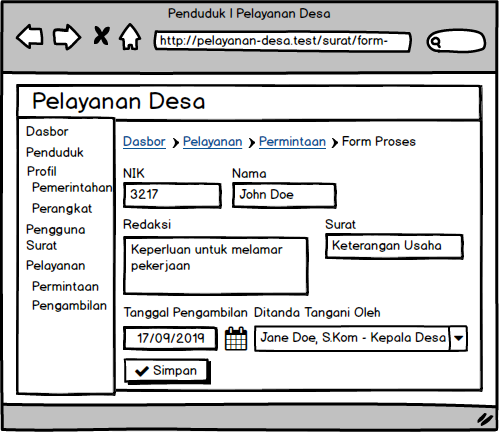 Penduduk | Pelayanan Desa
http://pelayanan-desa.test/surat/form-
Pelayanan Desa
Dasbor
Penduduk
Profil
Pemerintahan
Perangkat
Pengguna
Surat
Pelayanan
Permintaan
Pengambilan
Dasbor > Pelayanan > Permintaan > Form Proses
NIK Nama
3217 John Doe
Redaksi Surat
Keperluan untuk melamar
pekerjaan
Keterangan Usaha
Tanggal Pengambilan Ditanda Tangani Oleh
17/09/2019 Jane Doe, S.Kom - Kepala Desa
Simpan